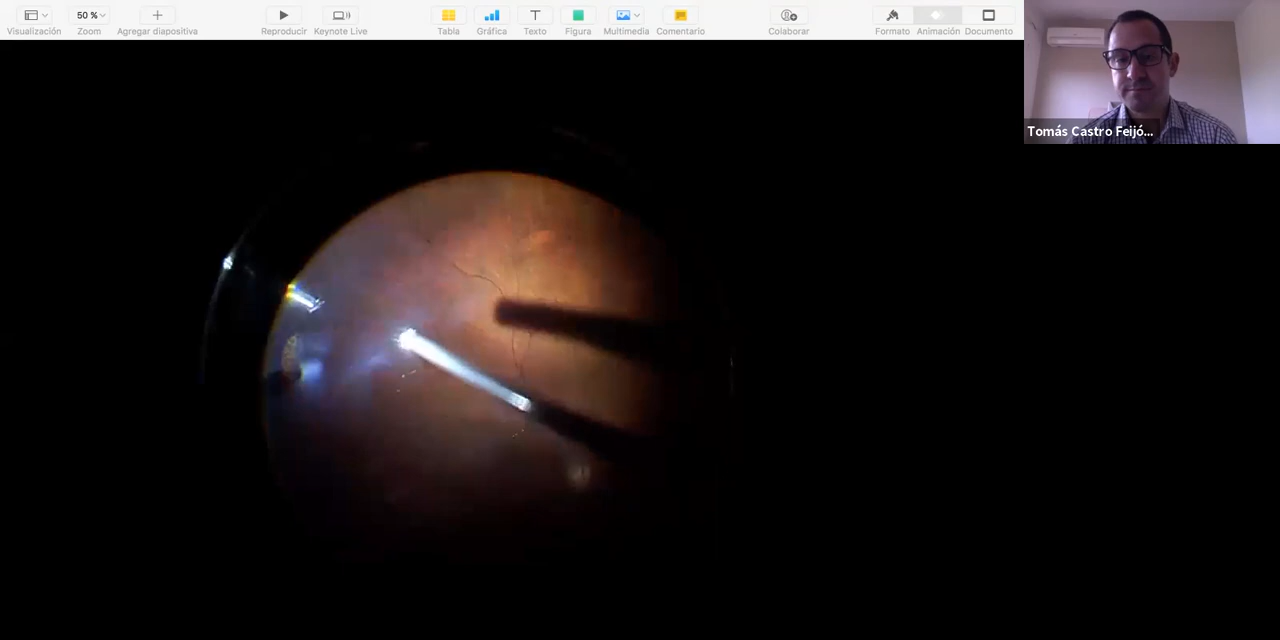 50 %
Visualización Zoom Agregar diapositiva Reproducir Keynote Live Tabla Gráfica Texto Figura Multimedia Comentario Colaborar Formato Animación Documento
Tomás Castro Feijó...